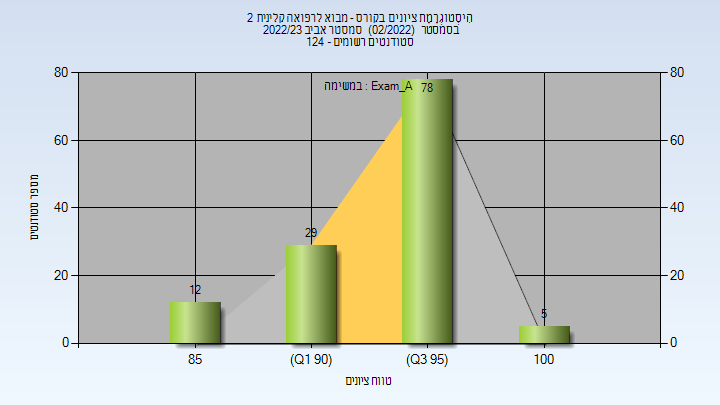 היסטוגרמת ציונים בקורס - מבוא לרפואה קלינית 2
בסמסטר (02/2022) סמסטר אביב 2022/23
סטודנטים רשומים - 124
במשימה : Exam_A
80
60
40
20
0
80
60
40
20
0
12
29
78
5
85
(Q1 90)
(Q3 95)
100
מספר סטודנטים
טווח ציונים